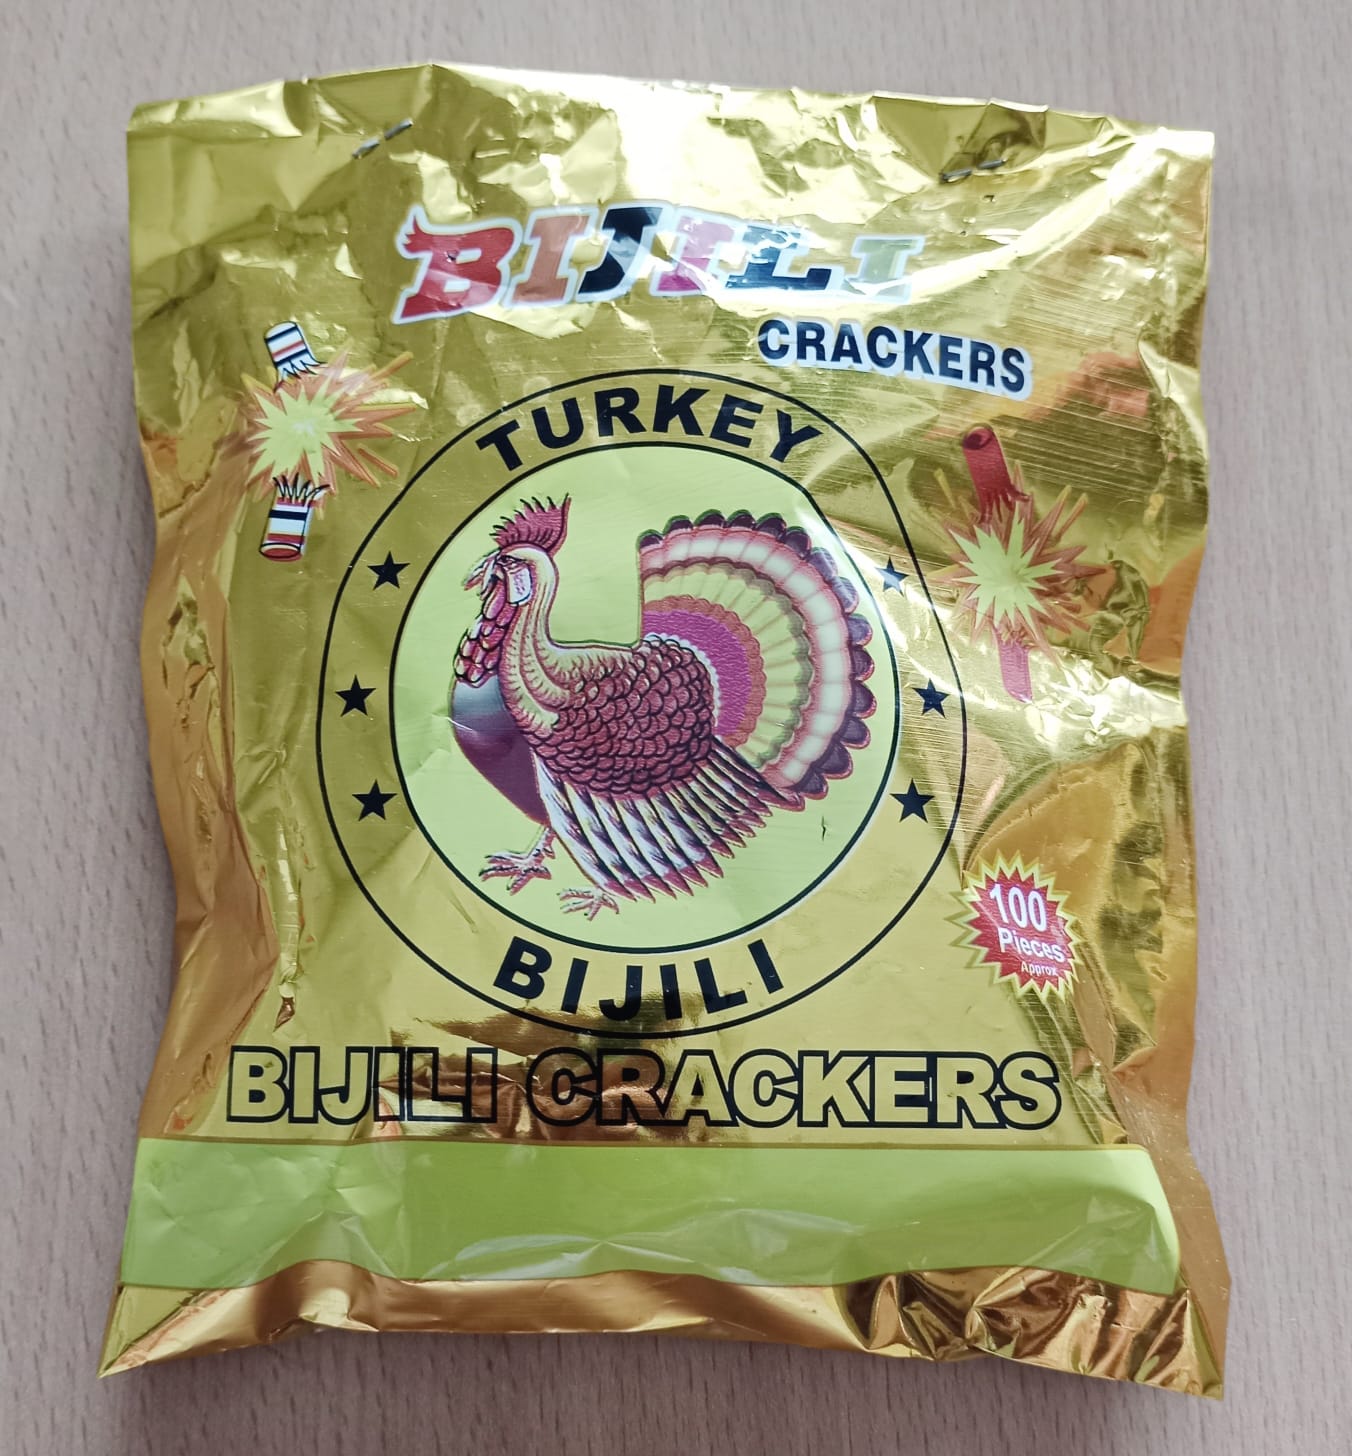 BIJILI
CRACKERS
TURKEY
BIJILI
100
Pieces
Approx
BIJILI CRACKERS